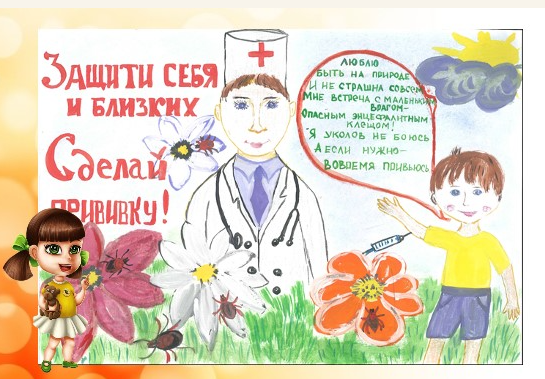 ЗАЩИТИ СЕБЯ
И БЛИЗКИХ
Сделай
ПРИВИВКУ!
ЛЮБЛЮ
БЫТЬ НА ПРИРОДЕ
И НЕ СТРАШНА СОВСЕМ
МНЕ ВСТРЕЧА С МАЛЕНЬКИМ
ВРАГОМ-
ОПАСНЫМ ЭНЦЕФАЛИТНЫМ
КЛЕЩОМ!
Я УКОЛОВ НЕ БОЮСЬ
А ЕСЛИ НУЖНО-
ВОВРЕМЯ ПРИВЬЮСЬ